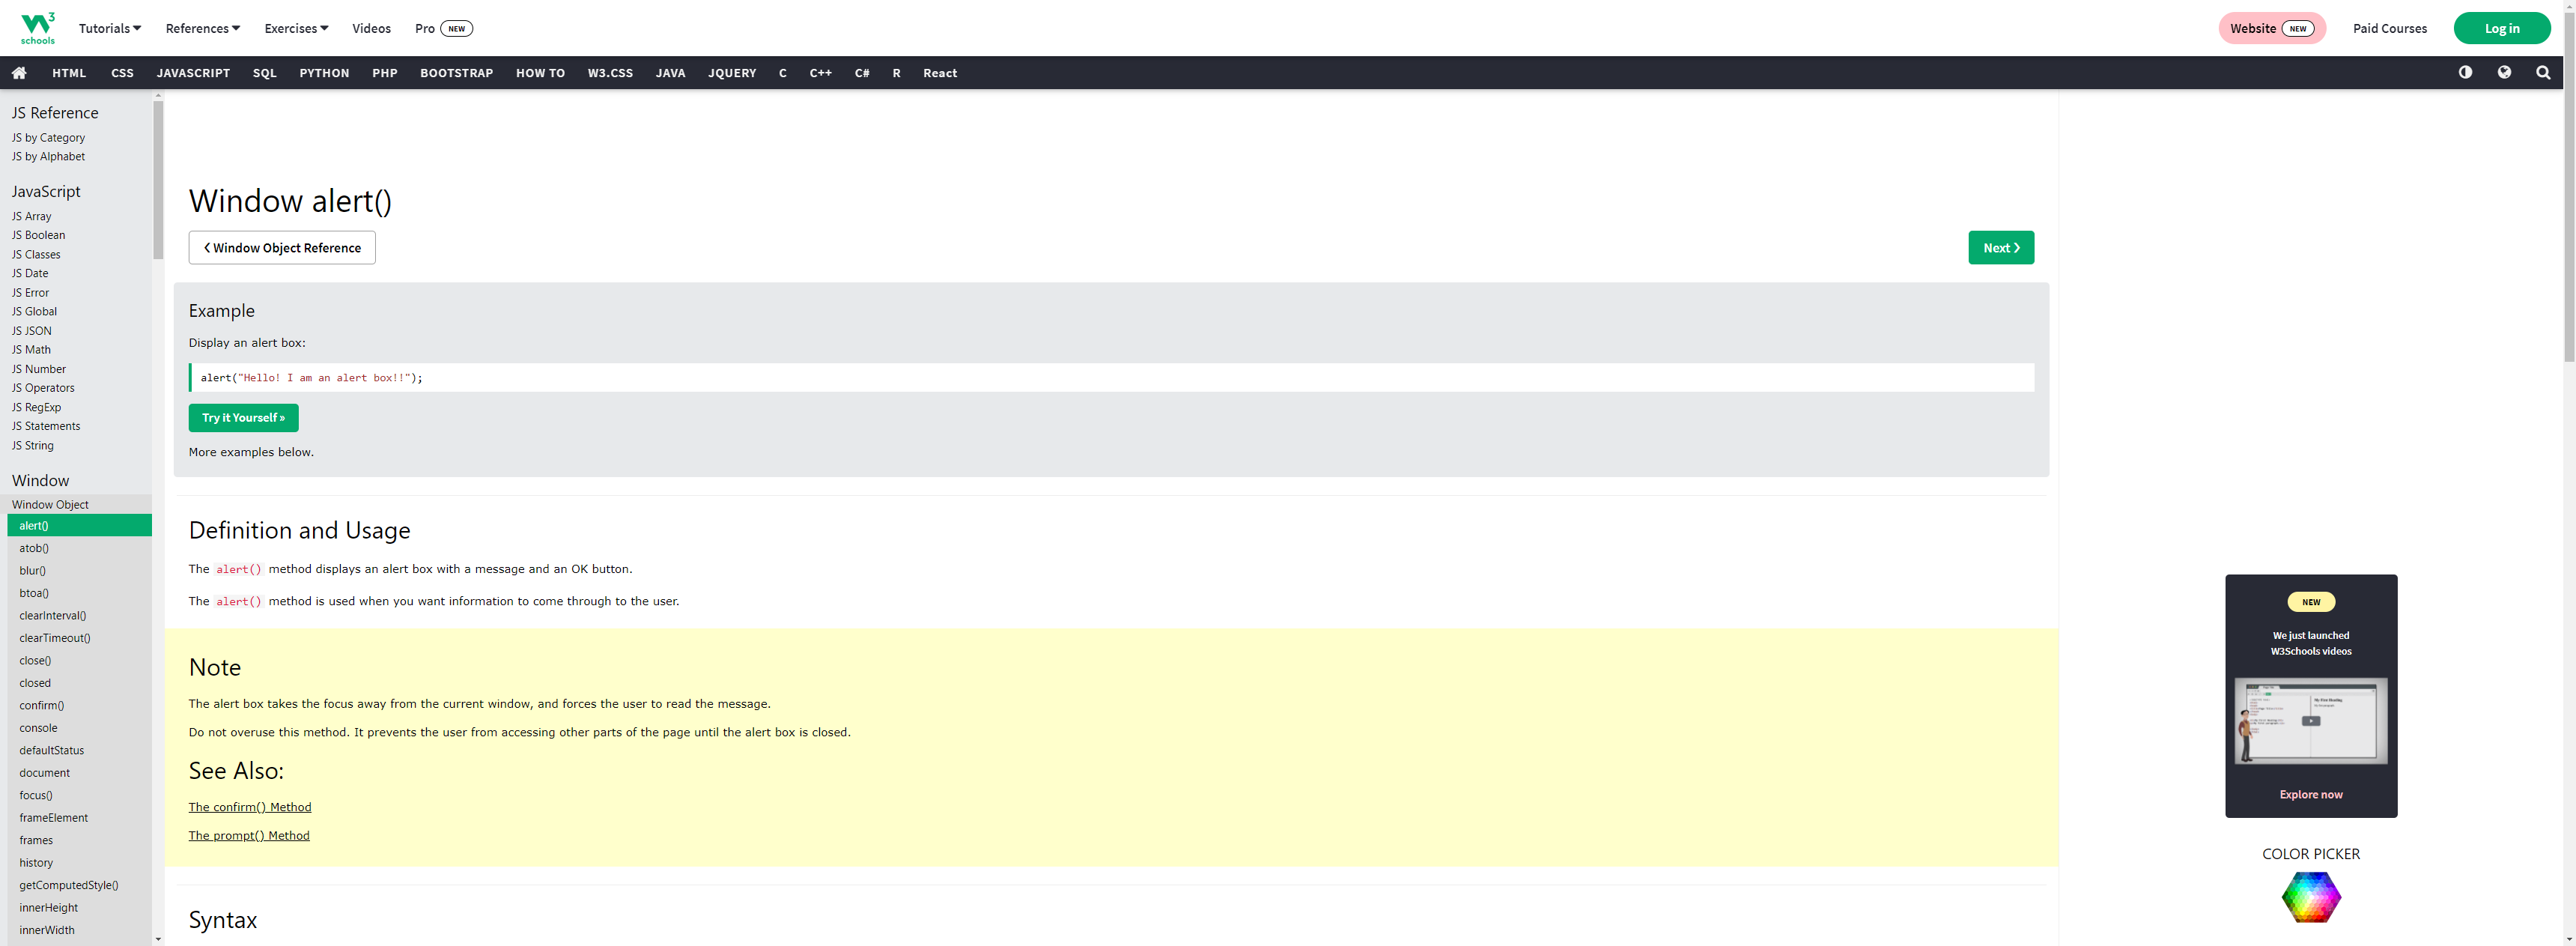 W3
schools
Tutorials
References
Exercises
Videos
Pro NEW
Website NEW
Paid Courses
Log in
HTML
CSS
JAVASCRIPT
SQL
PYTHON
PHP
BOOTSTRAP
HOW TO
W3.CSS
JAVA
JQUERY
C
C++
C#
R
React
JS Reference
JS by Category
JS by Alphabet
JavaScript
JS Array
JS Boolean
JS Classes
JS Date
JS Error
JS Global
JS JSON
JS Math
JS Number
JS Operators
JS RegExp
JS Statements
JS String
Window
Window Object
alert()
atob()
blur()
btoa()
clearInterval()
clearTimeout()
close()
closed
confirm()
console
defaultStatus
document
focus()
frameElement
frames
history
getComputedStyle()
innerHeight
innerWidth
Window alert()
❮ Window Object Reference
Next ❯
Example
Display an alert box:
alert("Hello! I am an alert box!!");
Try it Yourself »
More examples below.
Definition and Usage
The alert() method displays an alert box with a message and an OK button.
The alert() method is used when you want information to come through to the user.
Note
The alert box takes the focus away from the current window, and forces the user to read the message.
Do not overuse this method. It prevents the user from accessing other parts of the page until the alert box is closed.
See Also:
The confirm() Method
The prompt() Method
Syntax
NEW
We just launched
W3Schools videos
Explore now
COLOR PICKER